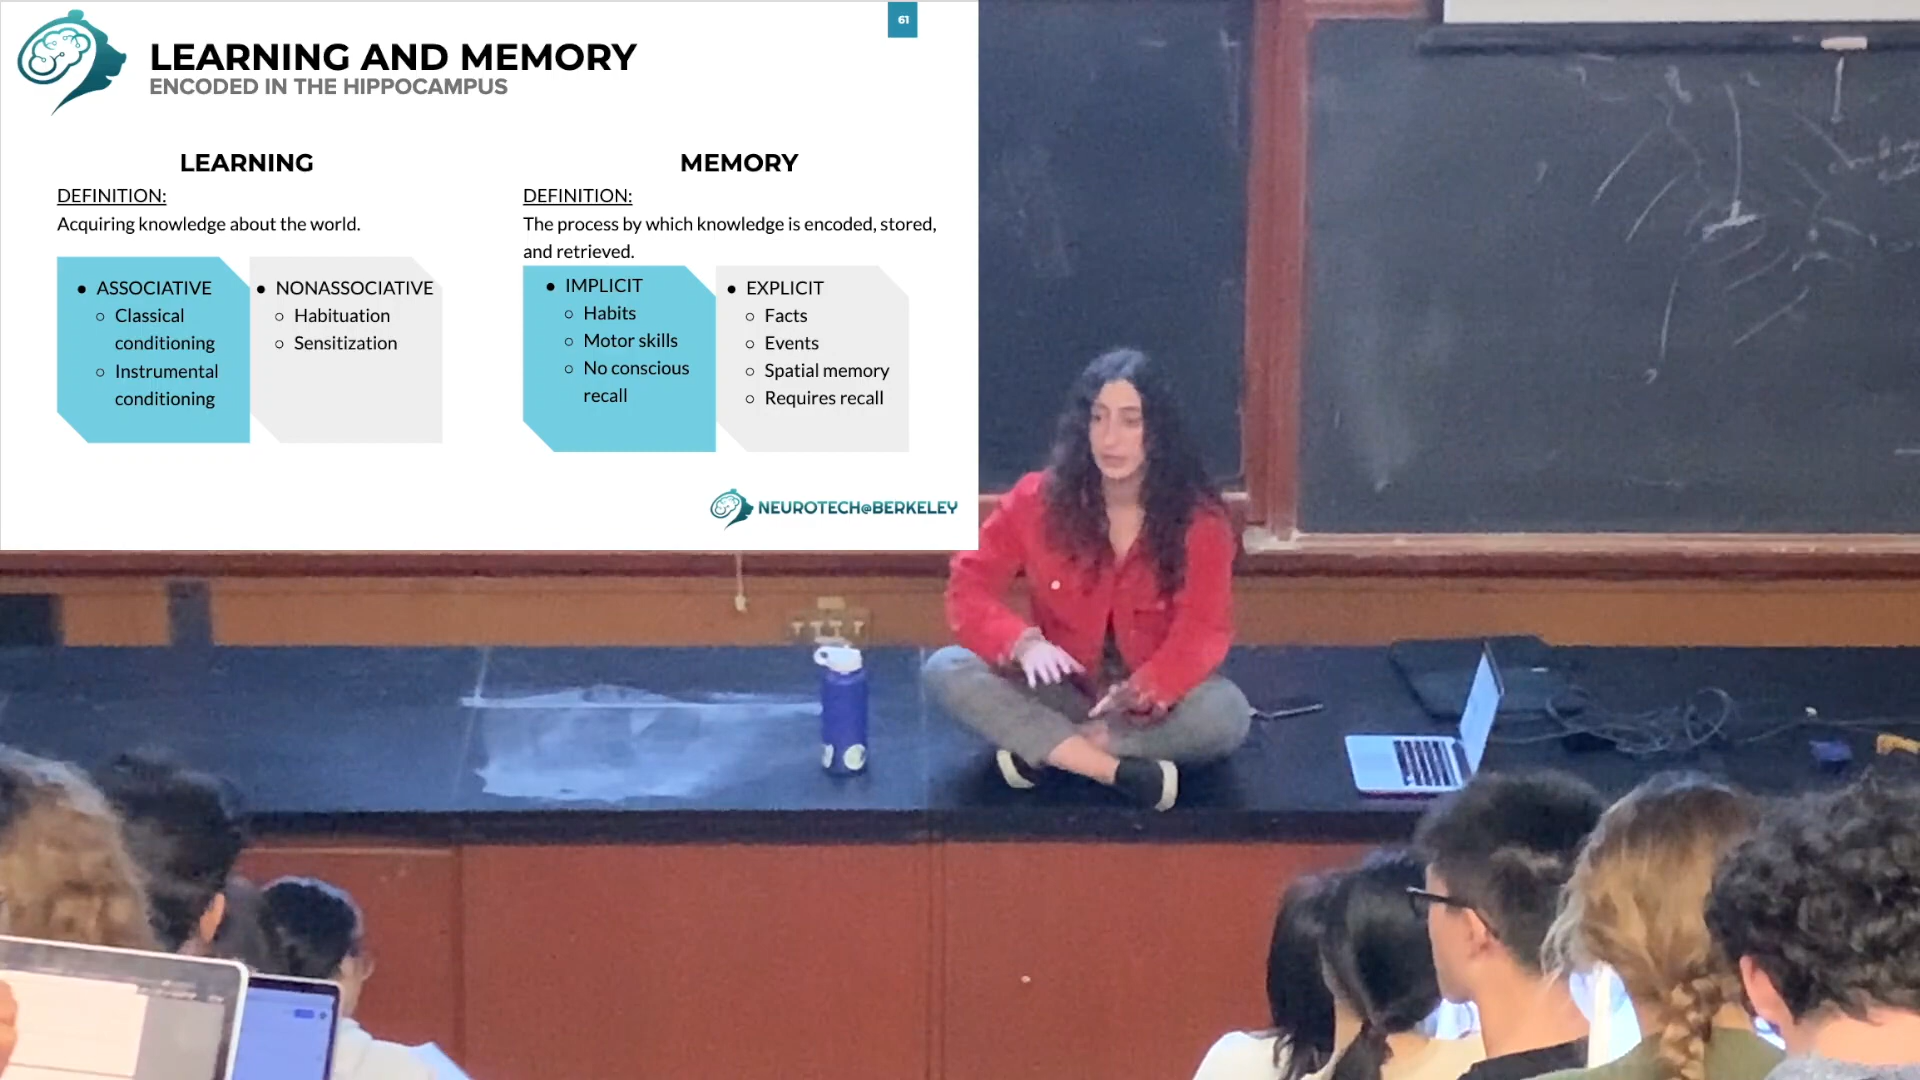 61
LEARNING AND MEMORY
ENCODED IN THE HIPPOCAMPUS
LEARNING
DEFINITION:
Acquiring knowledge about the world.
● ASSOCIATIVE
○ Classical
conditioning
○ Instrumental
conditioning
● NONASSOCIATIVE
○ Habituation
○ Sensitization
MEMORY
DEFINITION:
The process by which knowledge is encoded, stored,
and retrieved.
● IMPLICIT
○ Habits
○ Motor skills
○ No conscious
recall
● EXPLICIT
○ Facts
○ Events
○ Spatial memory
○ Requires recall
NEUROTECH@BERKELEY